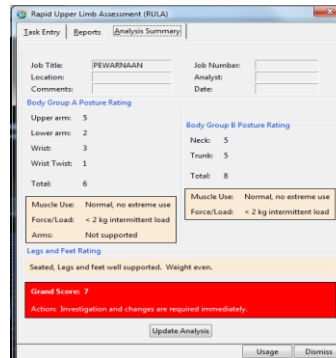 Rapid Upper Limb Assessment (RULA)
Task Entry Reports Analysis Summary
Job Title: PEWARNAAN Job Number:
Location: Analyst:
Comments: Date:
Body Group A Posture Rating
Upper arm: 5
Lower arm: 2
Wrist: 3
Wrist Twist: 1
Total: 6
Muscle Use: Normal, no extreme use
Force/Load: < 2 kg intermittent load
Arms: Not supported
Body Group B Posture Rating
Neck: 5
Trunk: 5
Total: 8
Muscle Use: Normal, no extreme use
Force/Load: < 2 kg intermittent load
Legs and Feet Rating
Seated, Legs and feet well supported. Weight even.
Grand Score: 7
Action: Investigation and changes are required immediately.
Update Analysis
Usage Dismiss